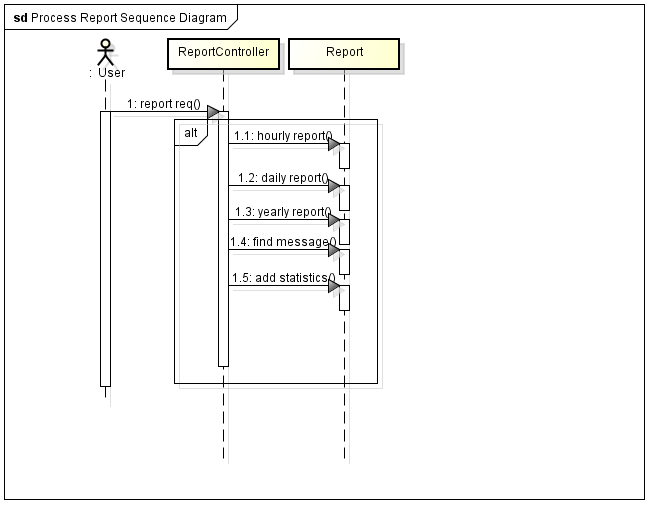 sd Process Report Sequence Diagram
ReportController
Report
: User
1: report req()
alt
1.1: hourly report()
1.2: daily report()
1.3: yearly report()
1.4: find message()
1.5: add statistics()